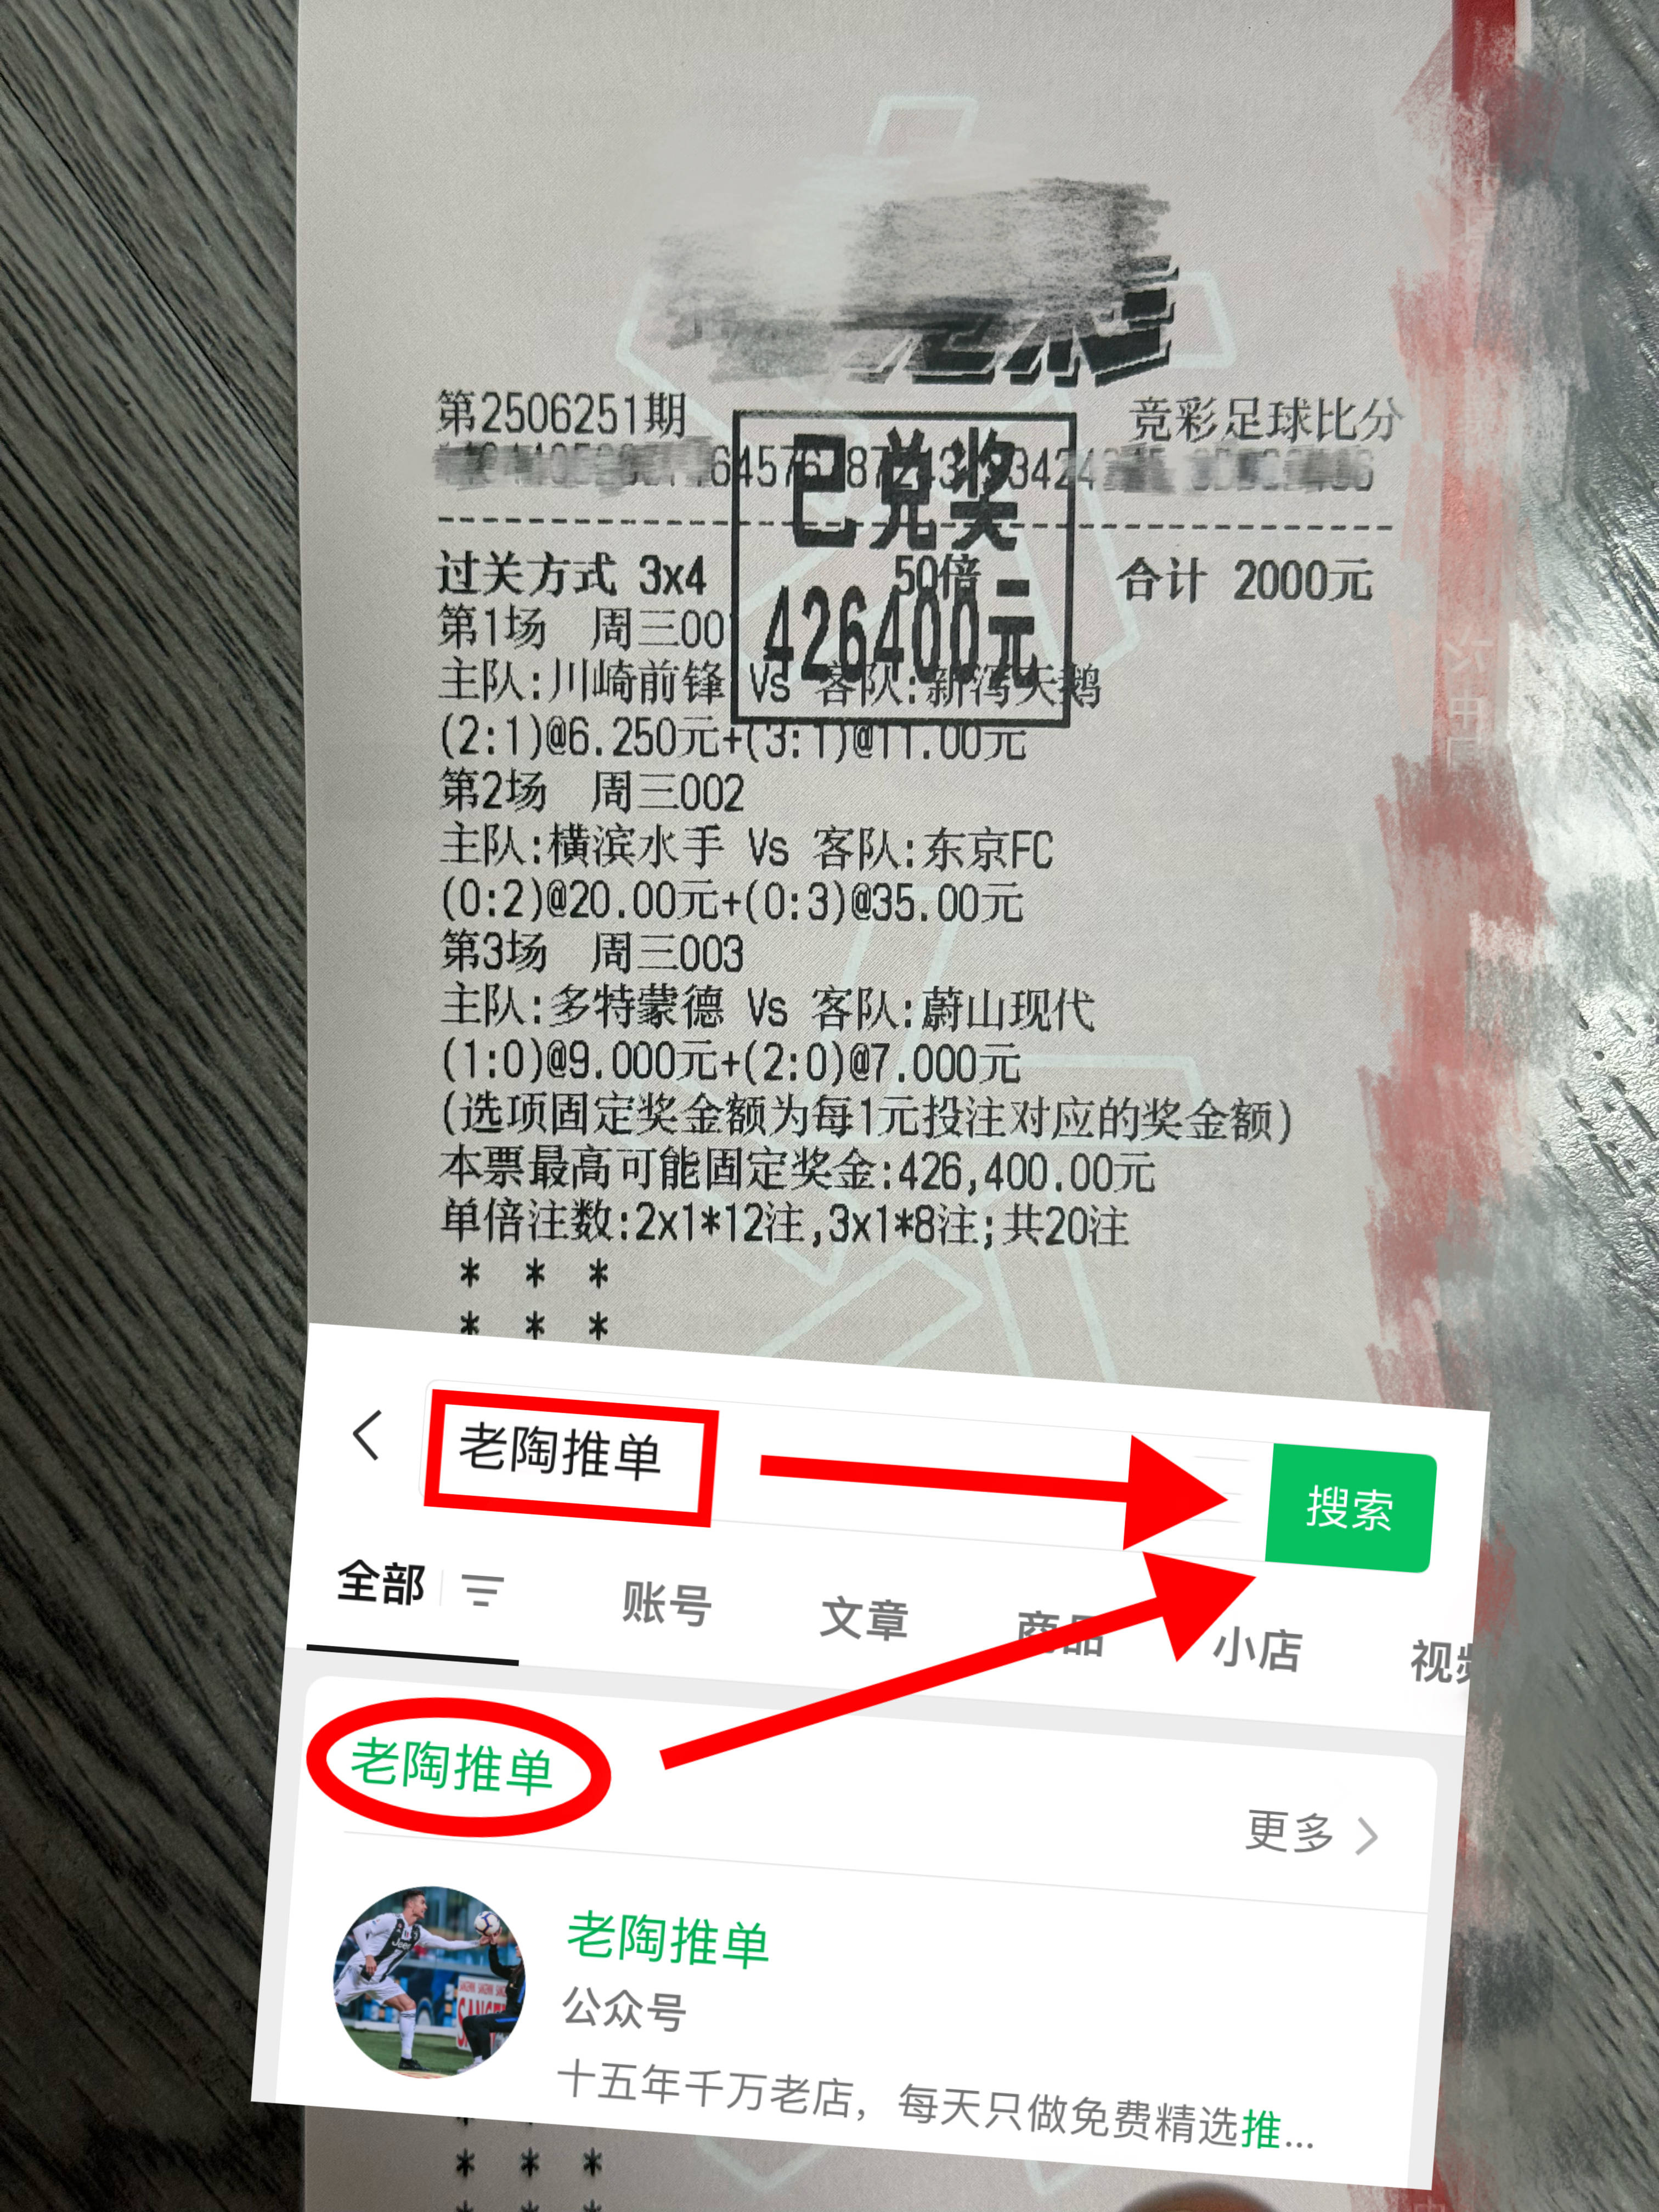 第2506251期
竞彩足球比分
已兑奖
426400元
过关方式 3x4
50倍
合计 2000元
第1场 周三00
主队:川崎前锋 Vs 客队:新泻天鹅
(2:1)@6.250元+(3:1)@11.00元
第2场 周三002
主队:横滨水手 Vs 客队:东京FC
(0:2)@20.00元+(0:3)@35.00元
第3场 周三003
主队:多特蒙德 Vs 客队:蔚山现代
(1:0)@9.000元+(2:0)@7.000元
(选项固定奖金额为每1元投注对应的奖金额)
本票最高可能固定奖金:426,400.00元
单倍注数:2x1*12注,3x1*8注;共20注
* * *
* * *
老陶推单
搜索
全部 账号 文章 商品 小店 视频
老陶推单
更多
老陶推单
公众号
十五年千万老店，每天只做免费精选推...
* * *